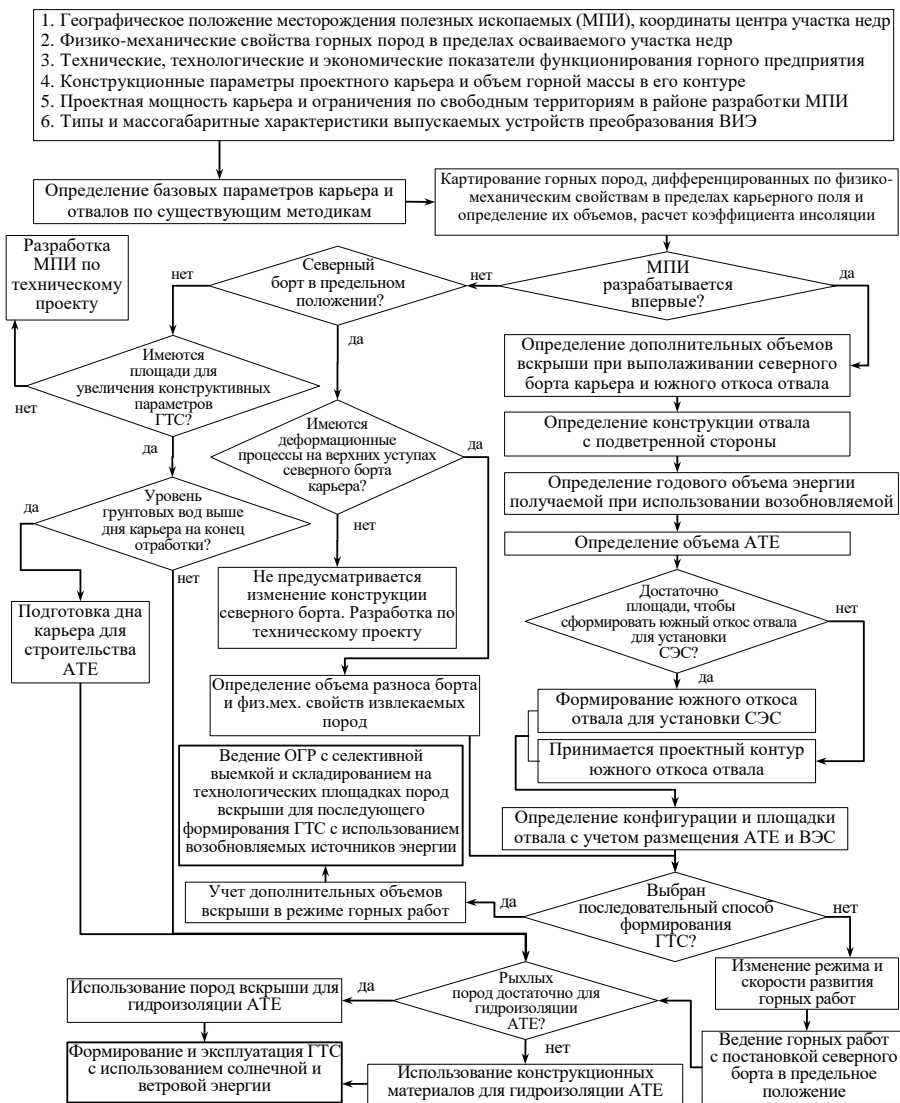 1. Географическое положение месторождения полезных ископаемых (МПИ), координаты центра участка недр
2. Физико-механические свойства горных пород в пределах осваиваемого участка недр
3. Технические, технологические и экономические показатели функционирования горного предприятия
4. Конструкционные параметры проектного карьера и объем горной массы в его контуре
5. Проектная мощность карьера и ограничения по свободным территориям в районе разработки МПИ
6. Типы и массогабаритные характеристики выпускаемых устройств преобразования ВИЭ
Определение базовых параметров карьера и
отвалов по существующим методикам
Картирование горных пород, дифференцированных по физико-
механическим свойствам в пределах карьерного поля и
определение их объемов, расчет коэффициента инсоляции
Разработка
МПИ по
техническому
проекту
нет
Северный
борт в предельном
положении?
нет
МПИ
разрабатывается
впервые?
да
да
Имеются
площади для
увеличения конструктивных
параметров
ГТС?
нет
да
Определение дополнительных объемов
вскрыши при выполаживании северного
борта карьера и южного откоса отвала
Имеются
деформационные
процессы на верхних уступах
северного борта
карьера?
да
нет
Определение конструкции отвала
с подветренной стороны
Определение годового объема энергии
получаемой при использовании возобновляемой
Определение объема АТЕ
Уровень
грунтовых вод выше
дня карьера на конец
отработки?
да
нет
Не предусматривается
изменение конструкции
северного борта. Разработка по
техническому проекту
Достаточно
площади, чтобы
сформировать южный откос отвала
для установки
СЭС?
нет
да
Подготовка дна
карьера для
строительства
АТЕ
Определение объема разноса борта
и физ.мех. свойств извлекаемых
пород
Формирование южного откоса
отвала для установки СЭС
Принимается проектный контур
южного откоса отвала
Ведение ОГР с селективной
выемкой и складированием на
технологических площадках пород
вскрыши для последующего
формирования ГТС с использованием
возобновляемых источников энергии
Определение конфигурации и площадки
отвала с учетом размещения АТЕ и ВЭС
Учет дополнительных объемов
вскрыши в режиме горных работ
да
Выбран
последовательный способ
формирования
ГТС?
нет
Изменение режима и
скорости развития
горных работ
Использование пород вскрыши для
гидроизоляции АТЕ
да
Рыхлых
пород достаточно для
гидроизоляции
АТЕ?
нет
Ведение горных работ
с постановкой северного
борта в предельное
положение
Формирование и эксплуатация ГТС
с использованием солнечной и
ветровой энергии
Использование конструкционных
материалов для гидроизоляции АТЕ